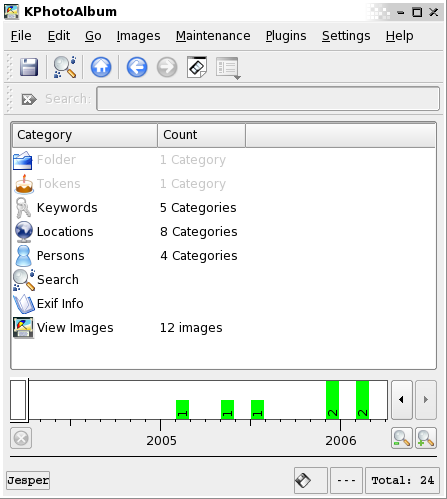 KPhotoAlbum
File Edit Go Images Maintenance Plugins Settings Help
Search:
Category Count
Folder 1 Category
Tokens 1 Category
Keywords 5 Categories
Locations 8 Categories
Persons 4 Categories
Search
Exif Info
View Images 12 images
1 1 1 2 2
2005 2006
Jesper --- Total: 24